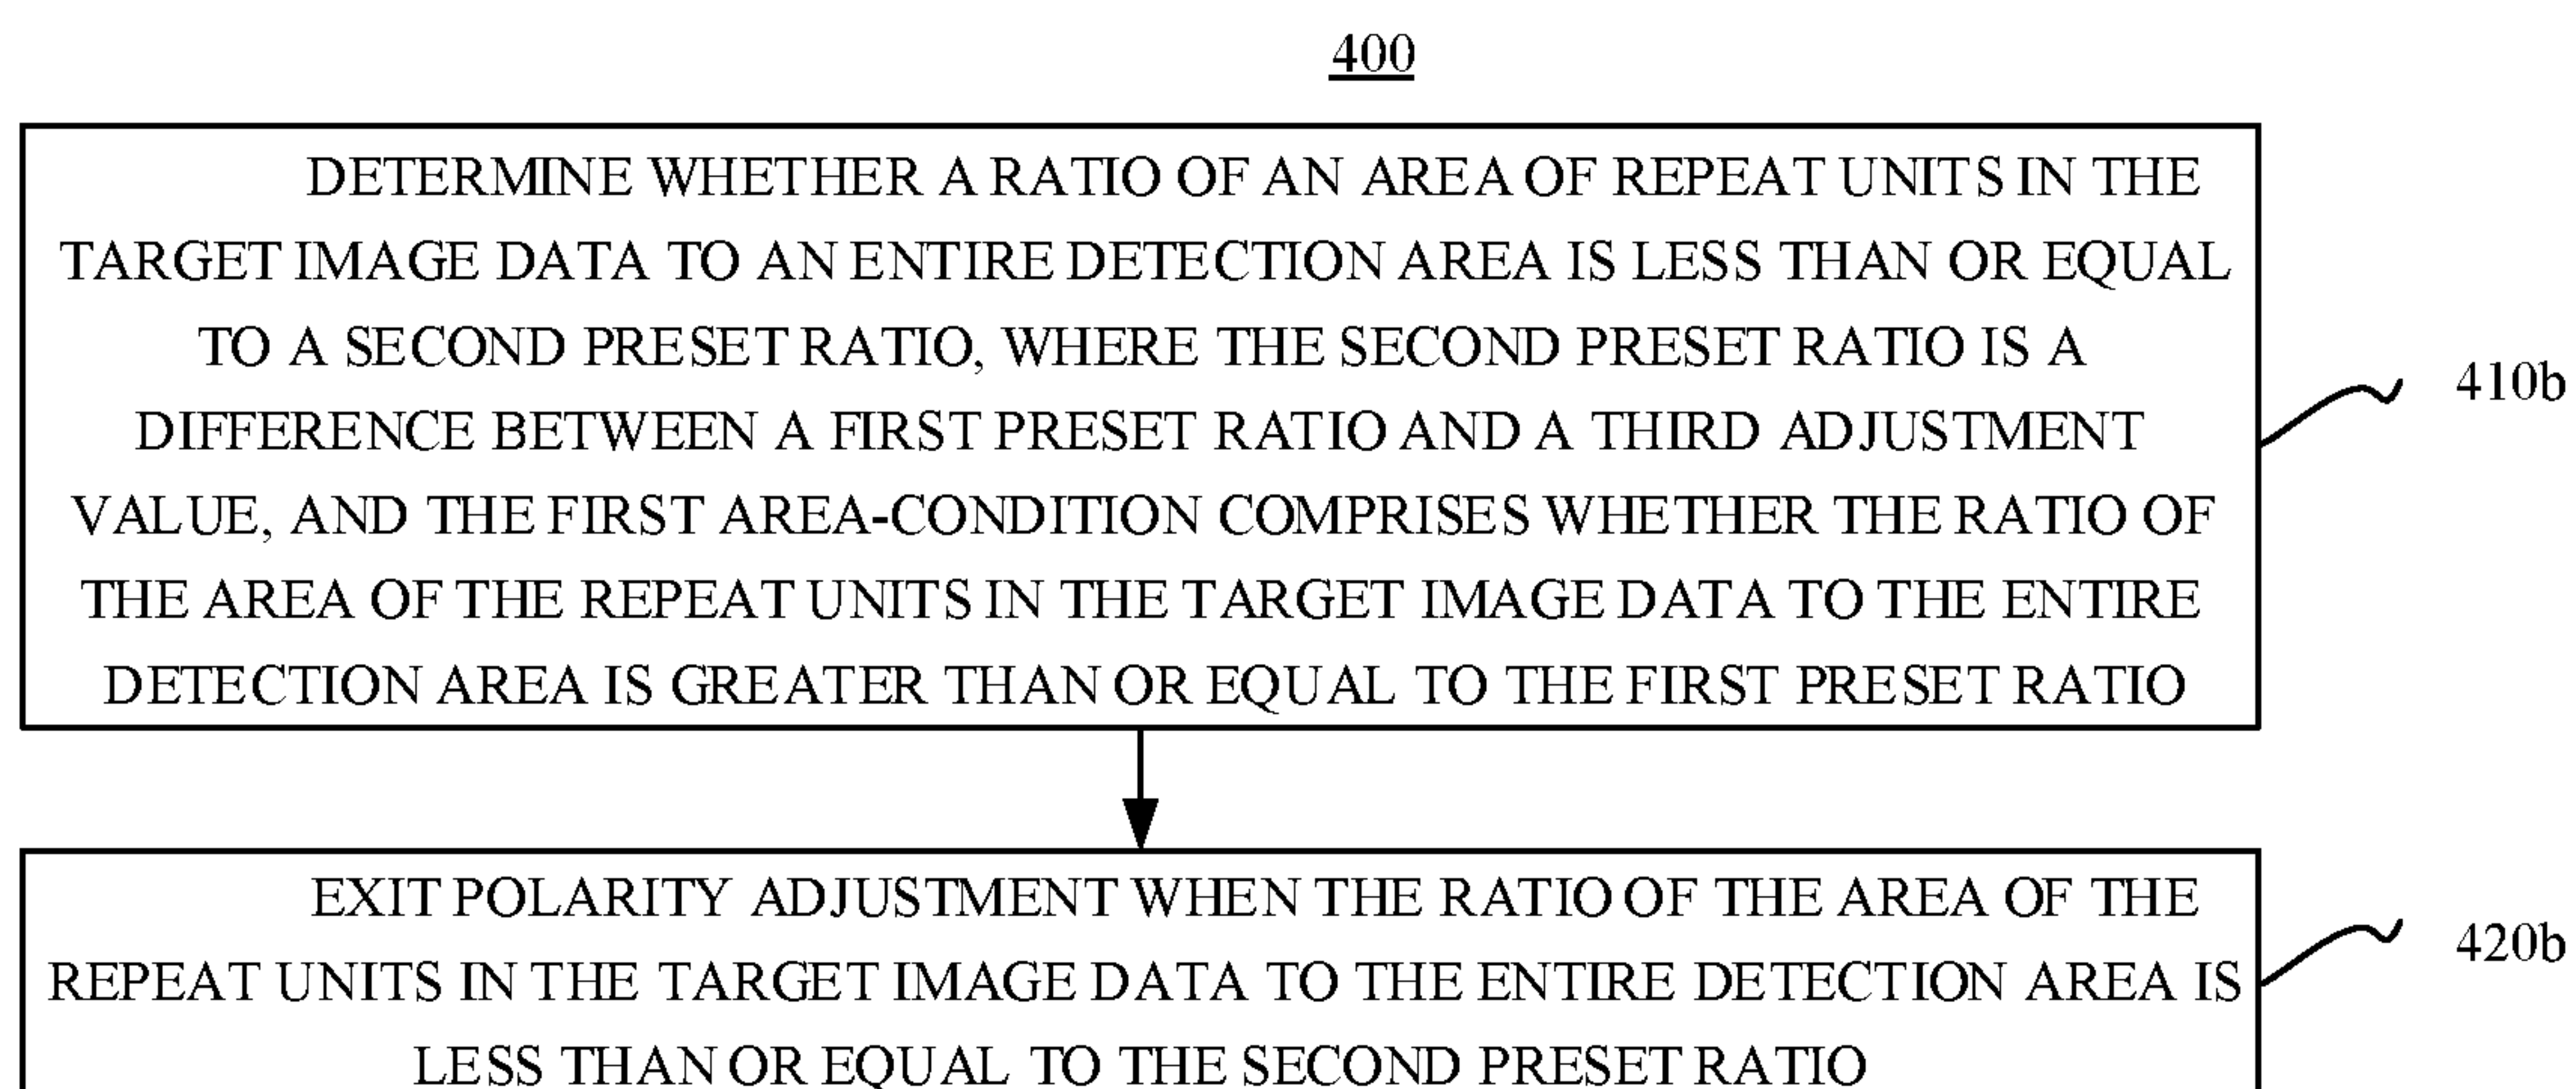 400
DETERMINE WHETHER A RATIO OF AN AREA OF REPEAT UNITS IN THE
TARGET IMAGE DATA TO AN ENTIRE DETECTION AREA IS LESS THAN OR EQUAL
TO A SECOND PRESET RATIO, WHERE THE SECOND PRESET RATIO IS A
DIFFERENCE BETWEEN A FIRST PRESET RATIO AND A THIRD ADJUSTMENT
VALUE, AND THE FIRST AREA-CONDITION COMPRISES WHETHER THE RATIO OF
THE AREA OF THE REPEAT UNITS IN THE TARGET IMAGE DATA TO THE ENTIRE
DETECTION AREA IS GREATER THAN OR EQUAL TO THE FIRST PRESET RATIO
410b
EXIT POLARITY ADJUSTMENT WHEN THE RATIO OF THE AREA OF THE
REPEAT UNITS IN THE TARGET IMAGE DATA TO THE ENTIRE DETECTION AREA IS
LESS THAN OR EQUAL TO THE SECOND PRESET RATIO
420b